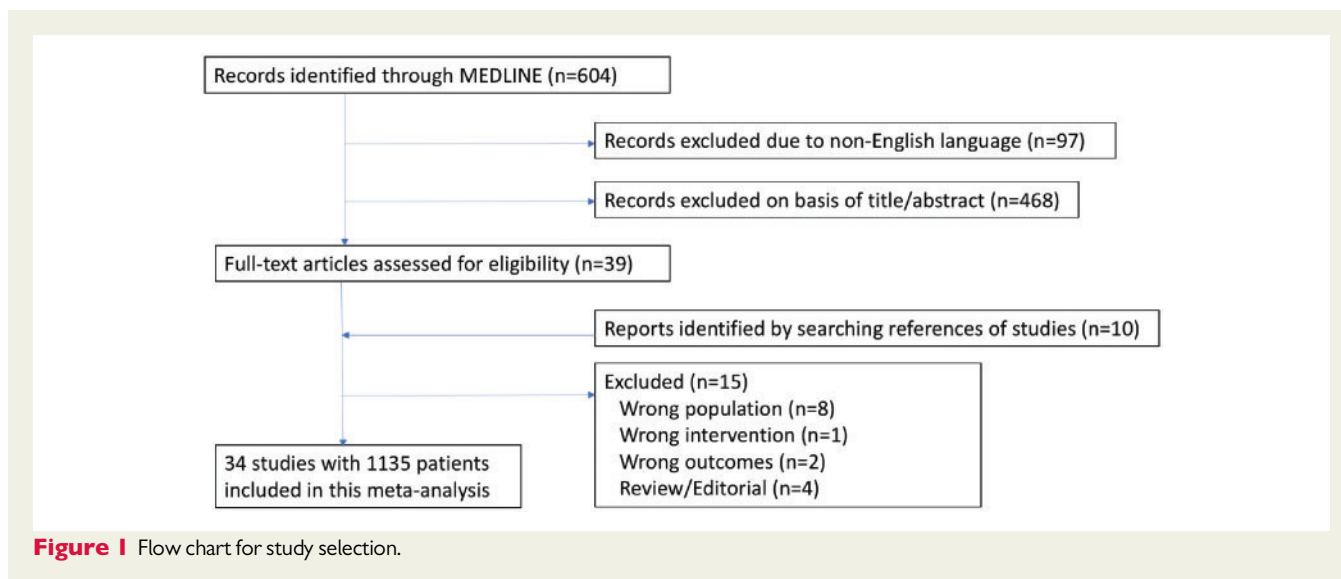 Records identified through MEDLINE (n=604)
Records excluded due to non-English language (n=97)
Records excluded on basis of title/abstract (n=468)
Full-text articles assessed for eligibility (n=39)
Reports identified by searching references of studies (n=10)
Excluded (n=15)
Wrong population (n=8)
Wrong intervention (n=1)
Wrong outcomes (n=2)
Review/Editorial (n=4)
34 studies with 1135 patients
included in this meta-analysis
Figure 1 Flow chart for study selection.